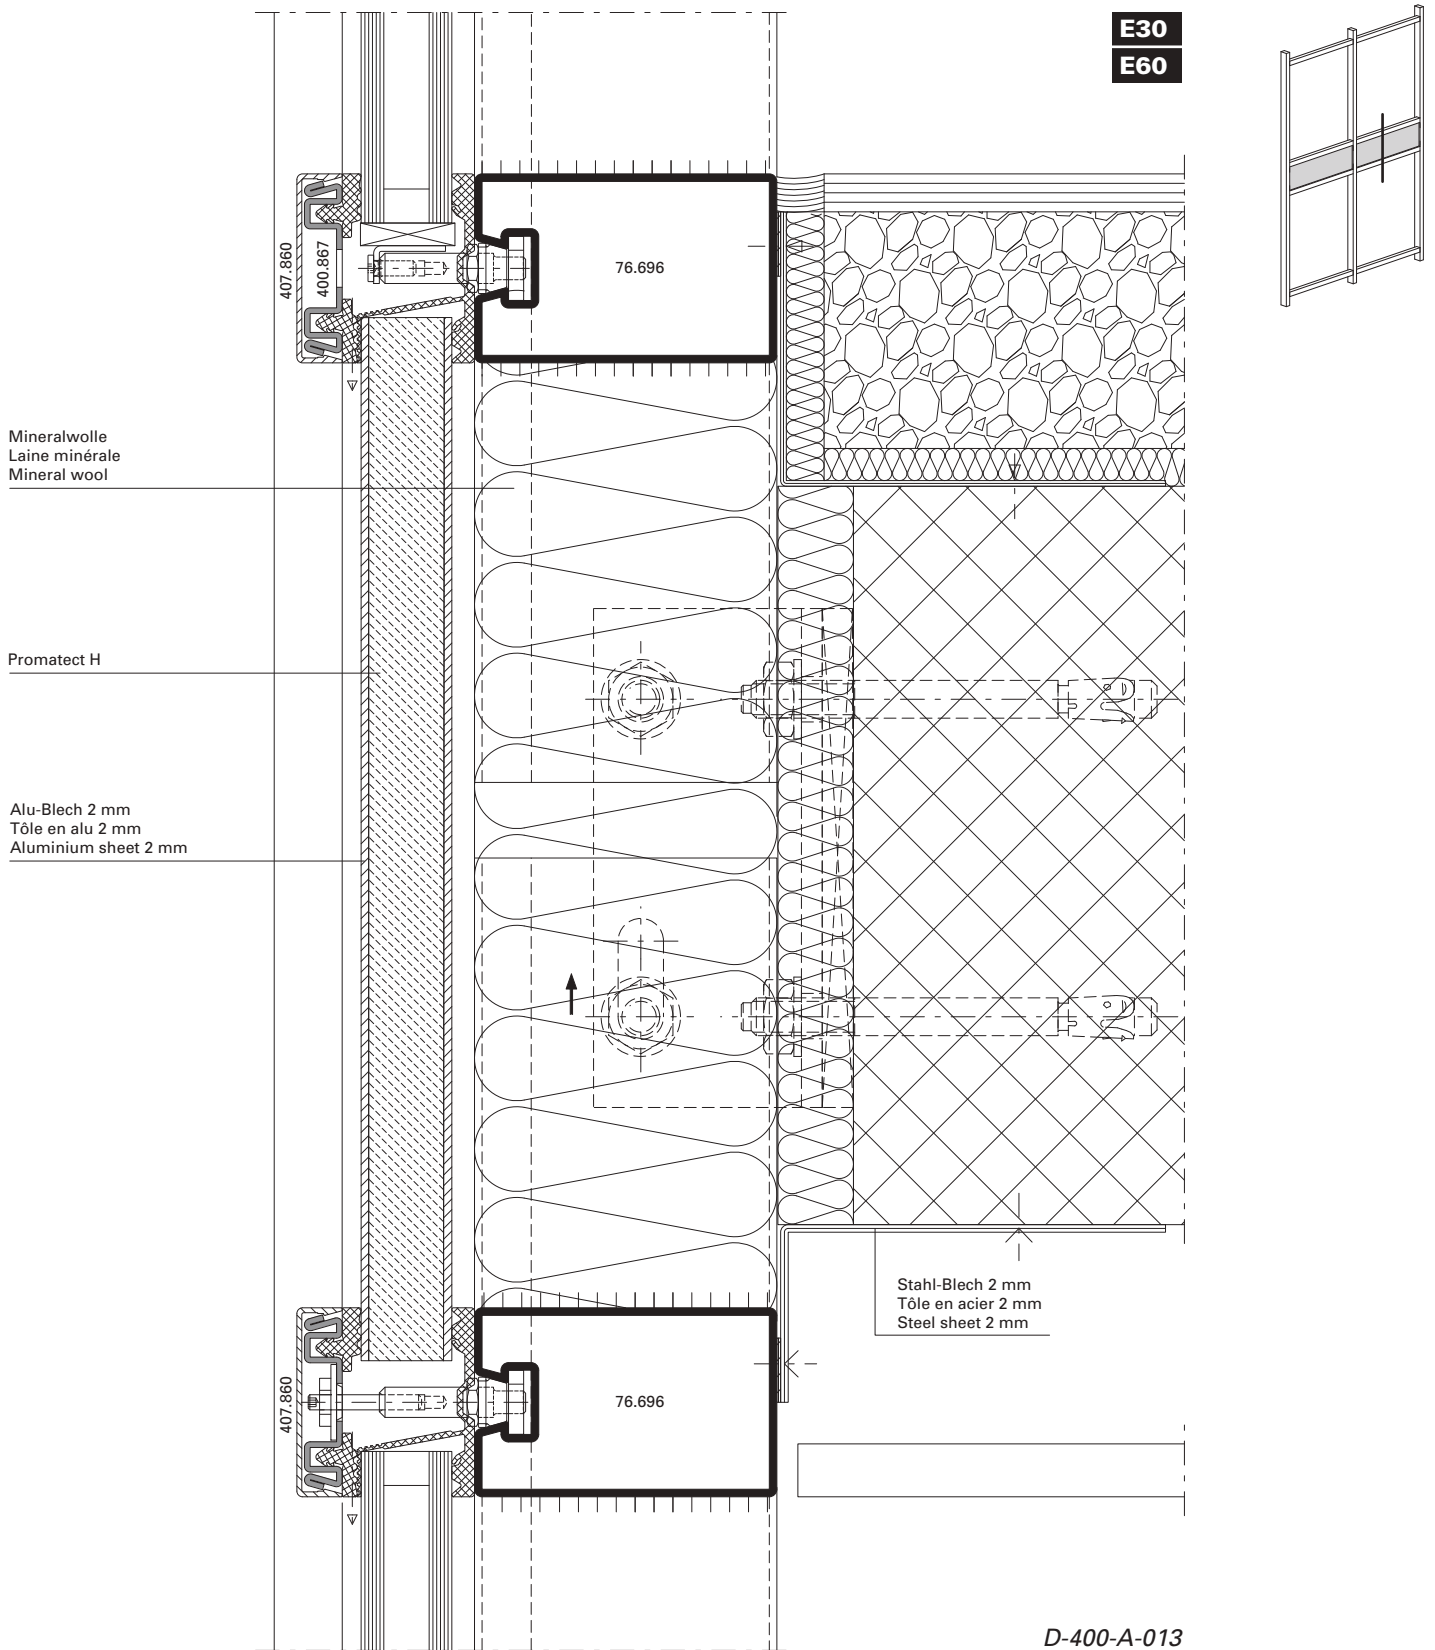 E30
E60
407.860
400.867
76.696
Mineralwolle
Laine minérale
Mineral wool
Promatect H
Alu-Blech 2 mm
Tôle en alu 2 mm
Aluminium sheet 2 mm
Stahl-Blech 2 mm
Tôle en acier 2 mm
Steel sheet 2 mm
407.860
76.696
D-400-A-013